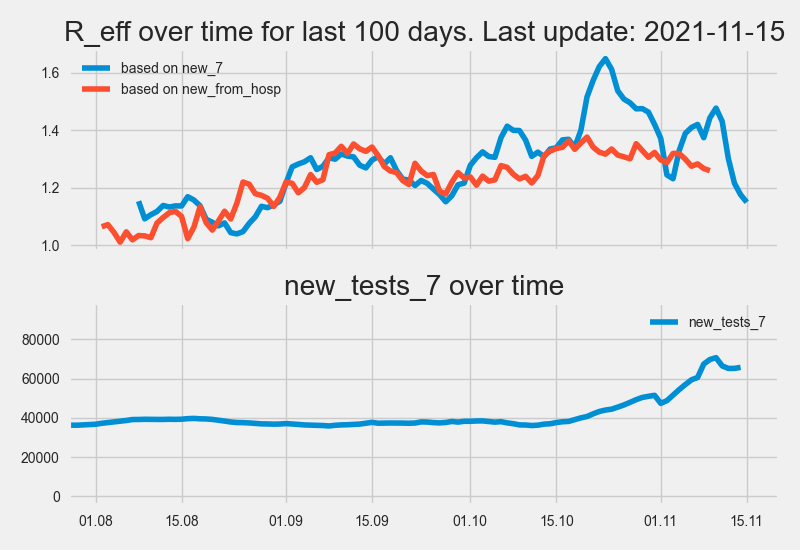 R_eff over time for last 100 days. Last update: 2021-11-15
based on new_7
based on new_from_hosp
1.6
1.4
1.2
1.0
new_tests_7 over time
new_tests_7
80000
60000
40000
20000
0
01.08 15.08 01.09 15.09 01.10 15.10 01.11 15.11